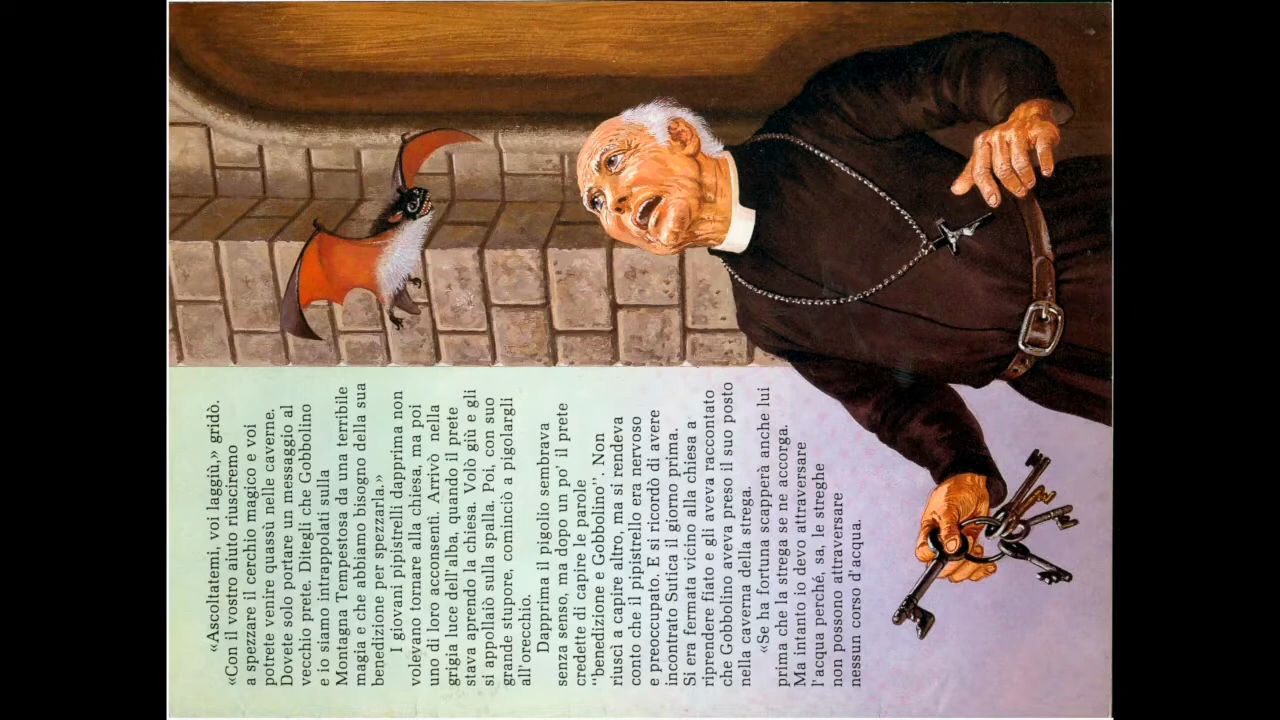 «Ascoltatemi, voi laggiù,» gridò.
«Con il vostro aiuto riusciremo
a spezzare il cerchio magico e voi
potrete venire quassù nelle caverne.
Dovete solo portare un messaggio al
vecchio prete. Ditegli che Gobbolino
e io siamo intrappolati sulla
Montagna Tempestosa da una terribile
magia e che abbiamo bisogno della sua
benedizione per spezzarla.»
I giovani pipistrelli dapprima non
volevano tornare alla chiesa, ma poi
uno di loro acconsentì. Arrivò nella
grigia luce dell'alba, quando il prete
stava aprendo la chiesa. Volò giù e gli
si appollaiò sulla spalla. Poi, con suo
grande stupore, cominciò a pigolargli
all'orecchio.
Dapprima il pigolio sembrava
senza senso, ma dopo un po' il prete
credette di capire le parole
“benedizione e Gobbolino”. Non
riuscì a capire altro, ma si rendeva
conto che il pipistrello era nervoso
e preoccupato. E si ricordò di avere
incontrato Sutica il giorno prima.
Si era fermata vicino alla chiesa a
riprendere fiato e gli aveva raccontato
che Gobbolino aveva preso il suo posto
nella caverna della strega.
«Se ha fortuna scapperà anche lui
prima che la strega se ne accorga.
Ma intanto io devo attraversare
l'acqua perché, sa, le streghe
non possono attraversare
nessun corso d'acqua.